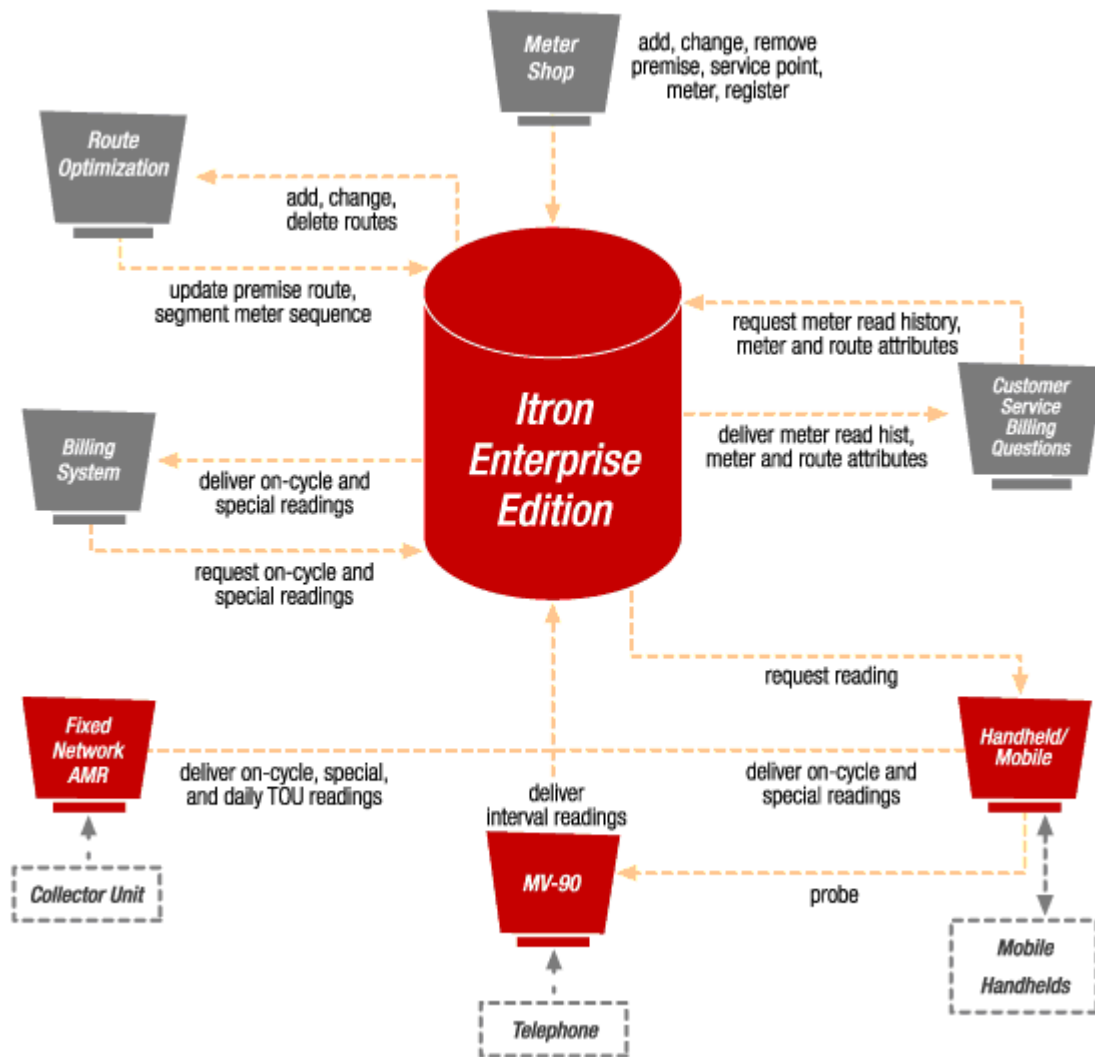 Meter
Shop
add, change, remove
premise, service point,
meter, register
Route
Optimization
add, change,
delete routes
update premise route,
segment meter sequence
request meter read history,
meter and route attributes
Itron
Enterprise
Edition
Customer
Service
Billing
Questions
deliver meter read hist,
meter and route attributes
Billing
System
deliver on-cycle and
special readings
request on-cycle and
special readings
request reading
Fixed
Network
AMR
Handheld/
Mobile
deliver on-cycle, special,
and daily TOU readings
deliver on-cycle and
special readings
deliver
interval readings
MV-90
probe
Collector Unit
Mobile
Handhelds
Telephone